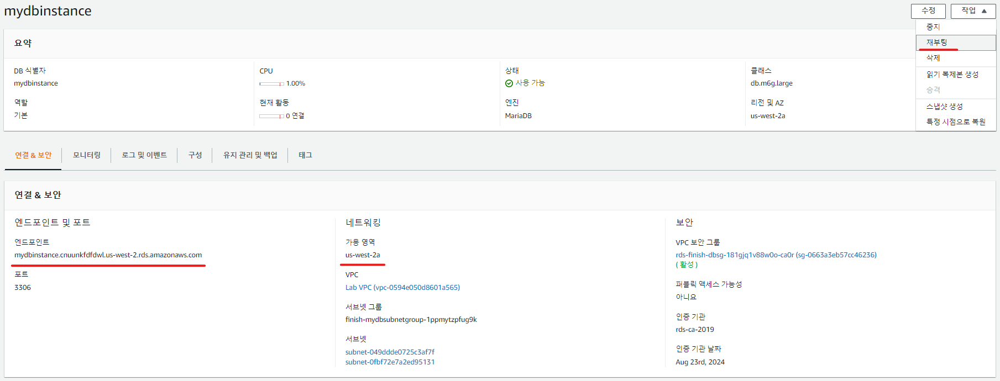 mydbinstance
수정
작업
중지
재부팅
삭제
읽기 복제본 생성
승격
스냅샷 생성
특정 시점으로 복원
요약
DB 식별자
mydbinstance
CPU
1.00%
상태
사용 가능
클래스
db.m6g.large
역할
기본
현재 활동
0 연결
엔진
MariaDB
리전 및 AZ
us-west-2a
연결 & 보안
모니터링
로그 및 이벤트
구성
유지 관리 및 백업
태그
연결 & 보안
엔드포인트 및 포트
엔드포인트
mydbinstance.cnuunkfdfdwl.us-west-2.rds.amazonaws.com
포트
3306
네트워킹
가용 영역
us-west-2a
VPC
Lab VPC (vpc-0594e050d8601a565)
서브넷 그룹
finish-mydbsubnetgroup-1ppmytzpfug9k
서브넷
subnet-049ddde0725c3af7f
subnet-0fbf72e7a2ed95131
보안
VPC 보안 그룹
rds-finish-dbsg-181gjq1v88w0o-ca0r (sg-0663a3eb57cc46236)
( 활성 )
퍼블릭 액세스 가능성
아니요
인증 기관
rds-ca-2019
인증 기관 날짜
Aug 23rd, 2024